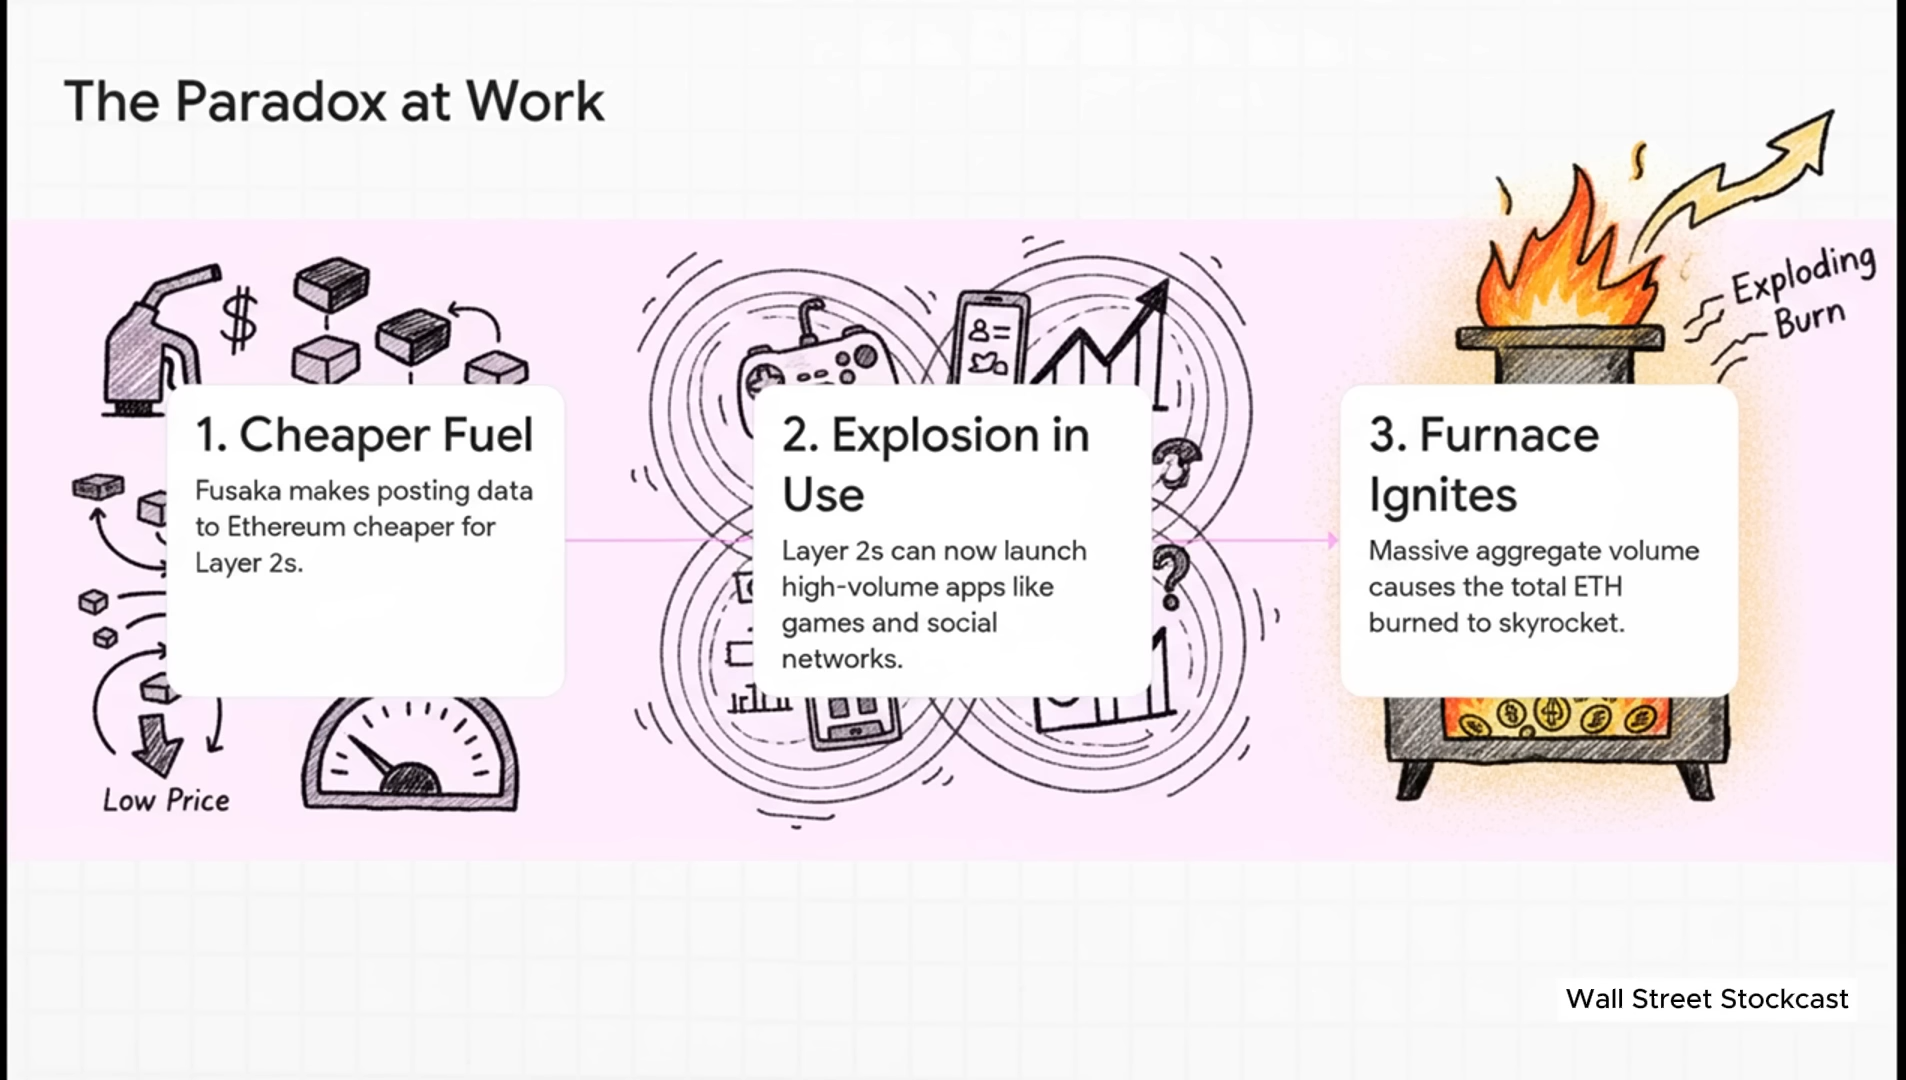 The Paradox at Work
$
Exploding
Burn
1. Cheaper Fuel
Fusaka makes posting data
to Ethereum cheaper for
Layer 2s.
2. Explosion in
Use
Layer 2s can now launch
high-volume apps like
games and social
networks.
?
3. Furnace
Ignites
Massive aggregate volume
causes the total ETH
burned to skyrocket.
Low Price
Wall Street Stockcast